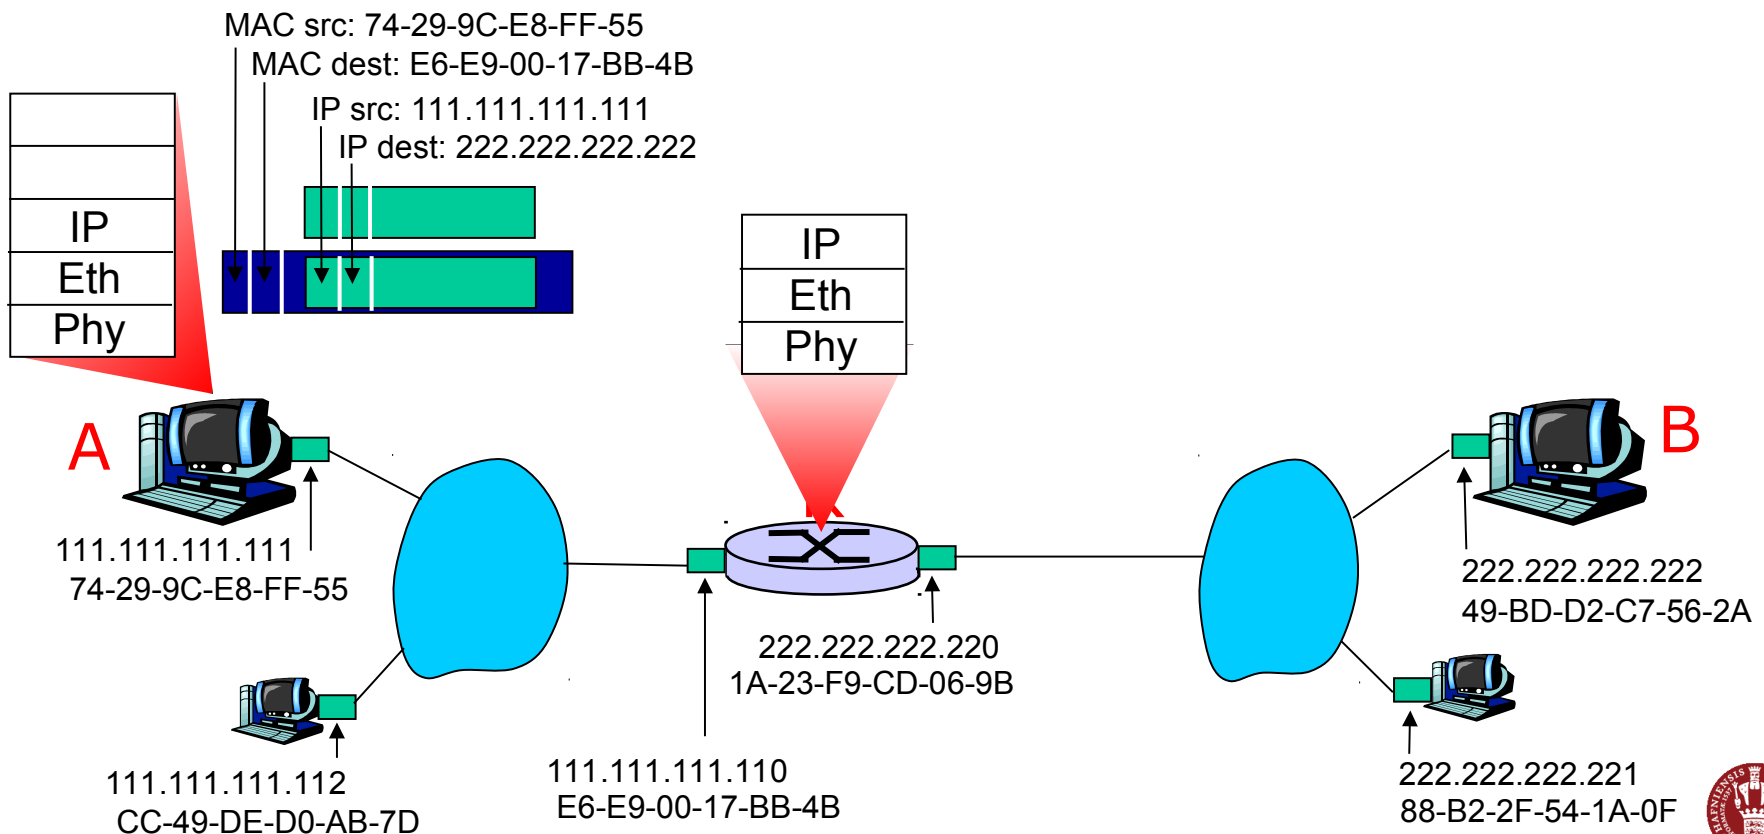 MAC src: 74-29-9C-E8-FF-55
MAC dest: E6-E9-00-17-BB-4B
IP src: 111.111.111.111
IP dest: 222.222.222.222
IP
Eth
Phy
IP
Eth
Phy
A
B
111.111.111.111
74-29-9C-E8-FF-55
222.222.222.222
49-BD-D2-C7-56-2A
222.222.222.220
1A-23-F9-CD-06-9B
111.111.111.112
CC-49-DE-D0-AB-7D
111.111.111.110
E6-E9-00-17-BB-4B
222.222.222.221
88-B2-2F-54-1A-0F